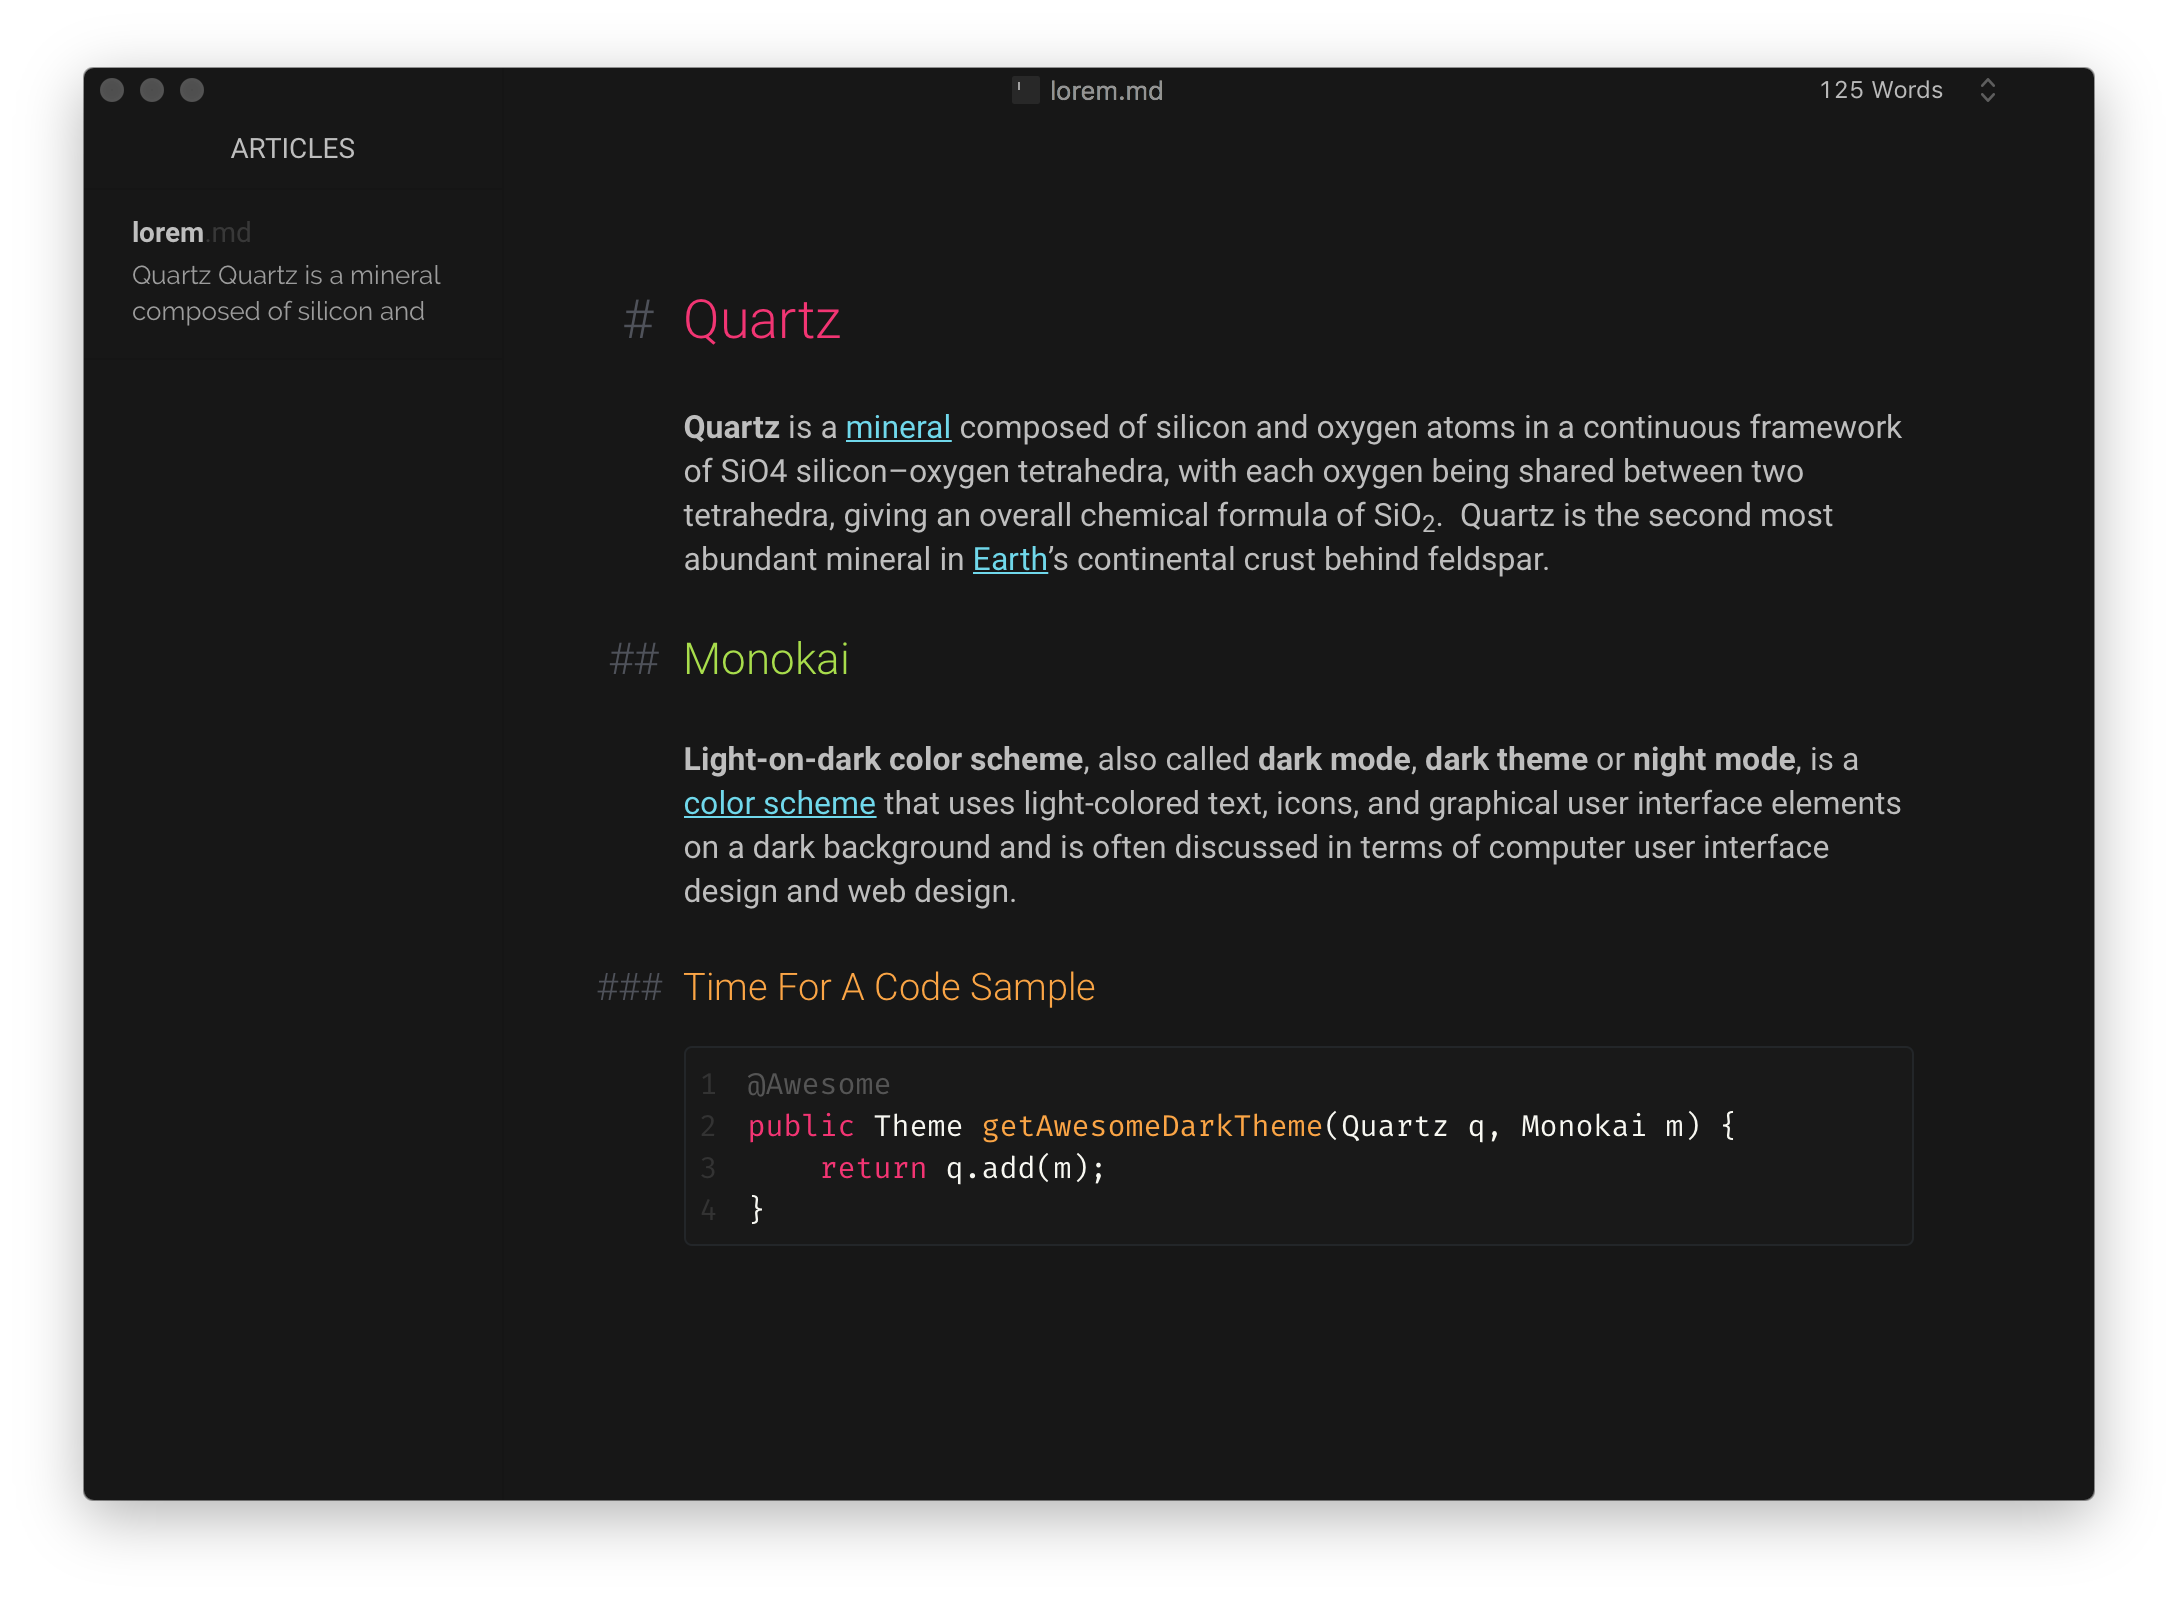 lorem.md
125 Words
ARTICLES
lorem.md
Quartz Quartz is a mineral
composed of silicon and
# Quartz
Quartz is a mineral composed of silicon and oxygen atoms in a continuous framework
of SiO4 silicon–oxygen tetrahedra, with each oxygen being shared between two
tetrahedra, giving an overall chemical formula of SiO₂.  Quartz is the second most
abundant mineral in Earth’s continental crust behind feldspar.
## Monokai
Light-on-dark color scheme, also called dark mode, dark theme or night mode, is a
color scheme that uses light-colored text, icons, and graphical user interface elements
on a dark background and is often discussed in terms of computer user interface
design and web design.
### Time For A Code Sample
1 @Awesome
2 public Theme getAwesomeDarkTheme(Quartz q, Monokai m) {
3     return q.add(m);
4 }